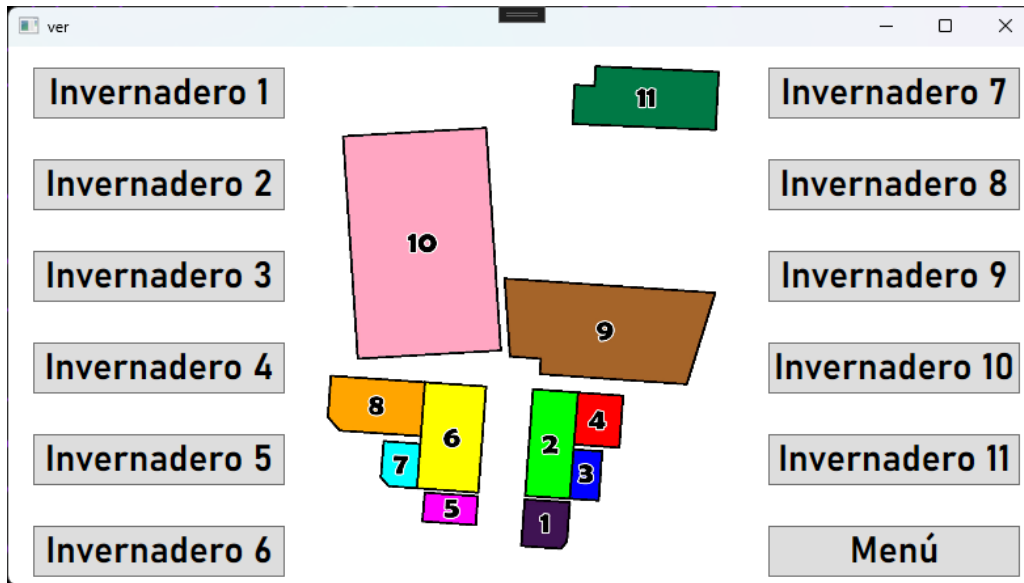 ver
Invernadero 1
Invernadero 2
Invernadero 3
Invernadero 4
Invernadero 5
Invernadero 6
11
10
9
8
6
7
5
2
4
3
1
Invernadero 7
Invernadero 8
Invernadero 9
Invernadero 10
Invernadero 11
Menú